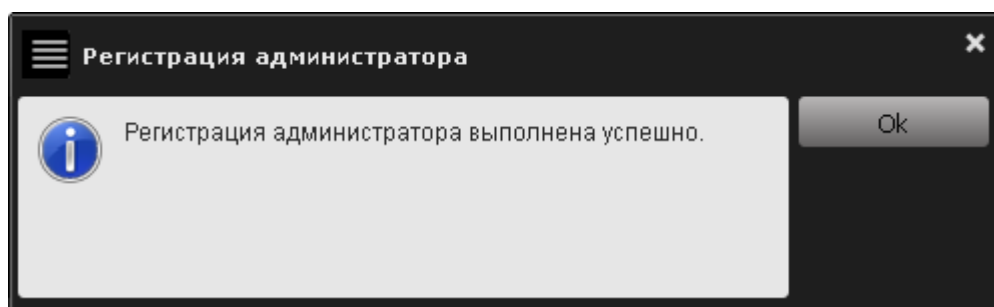 Регистрация администратора
Регистрация администратора выполнена успешно.
Ok